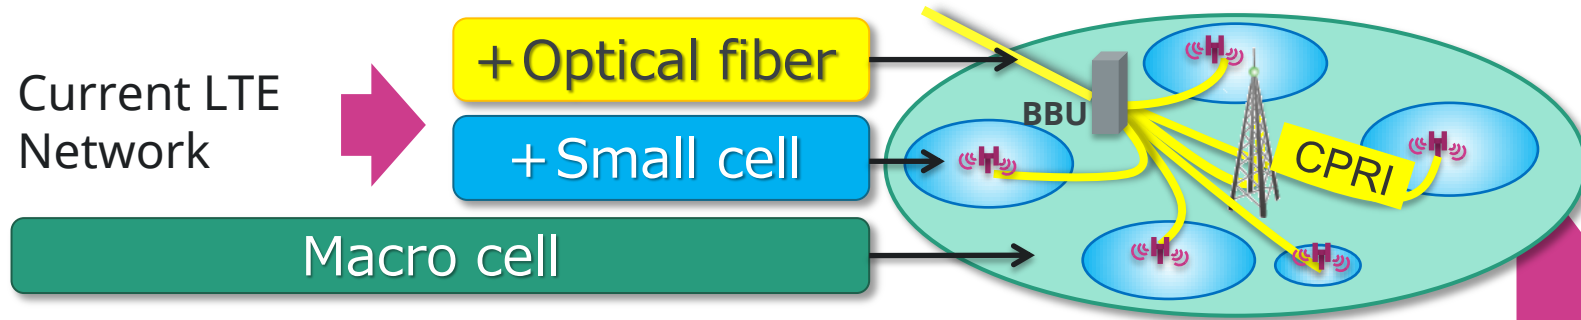 Current LTE
Network
+Optical fiber
+Small cell
Macro cell
BBU
CPRI